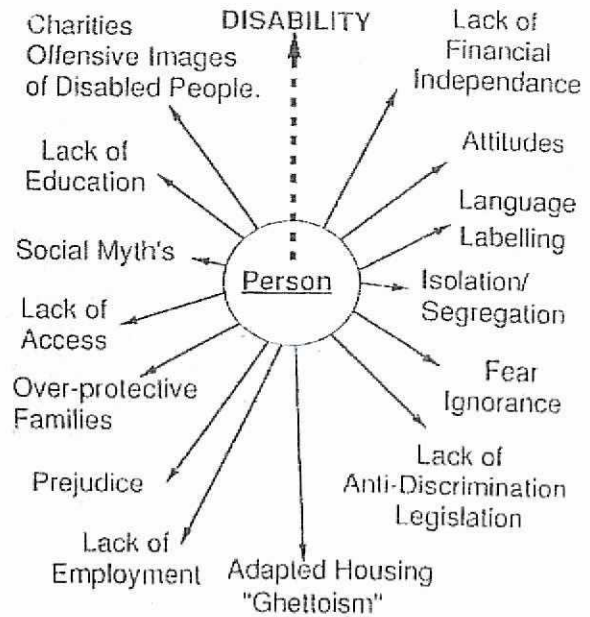 DISABILITY
Lack of
Financial
Independance
Attitudes
Language
Labelling
Isolation/
Segregation
Fear
Ignorance
Lack of
Anti-Discrimination
Legislation
Adapted Housing
"Ghettoism"
Lack of
Employment
Prejudice
Over-protective
Families
Lack of
Access
Social Myth's
Lack of
Education
Charities
Offensive Images
of Disabled People.
Person